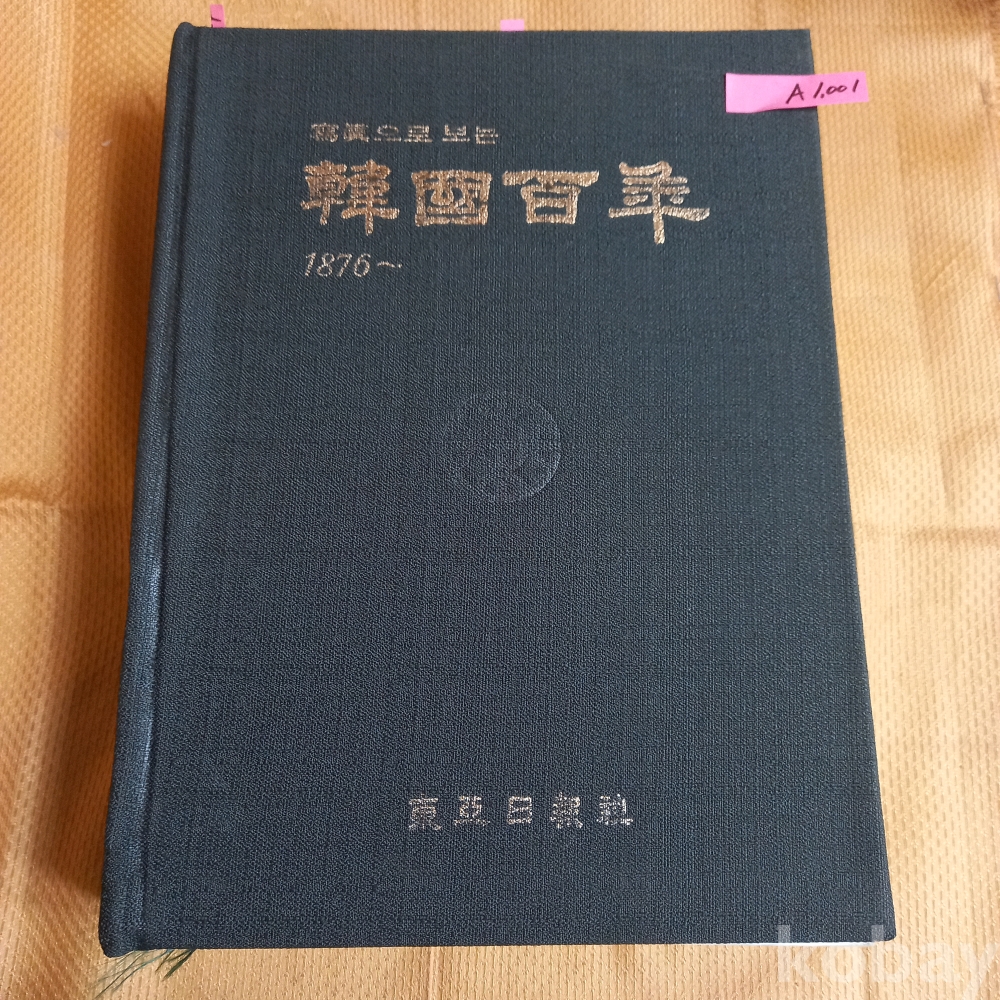 A1.001
寫眞으로 보는
韓國百年
1876~
東亞日報社
kobay